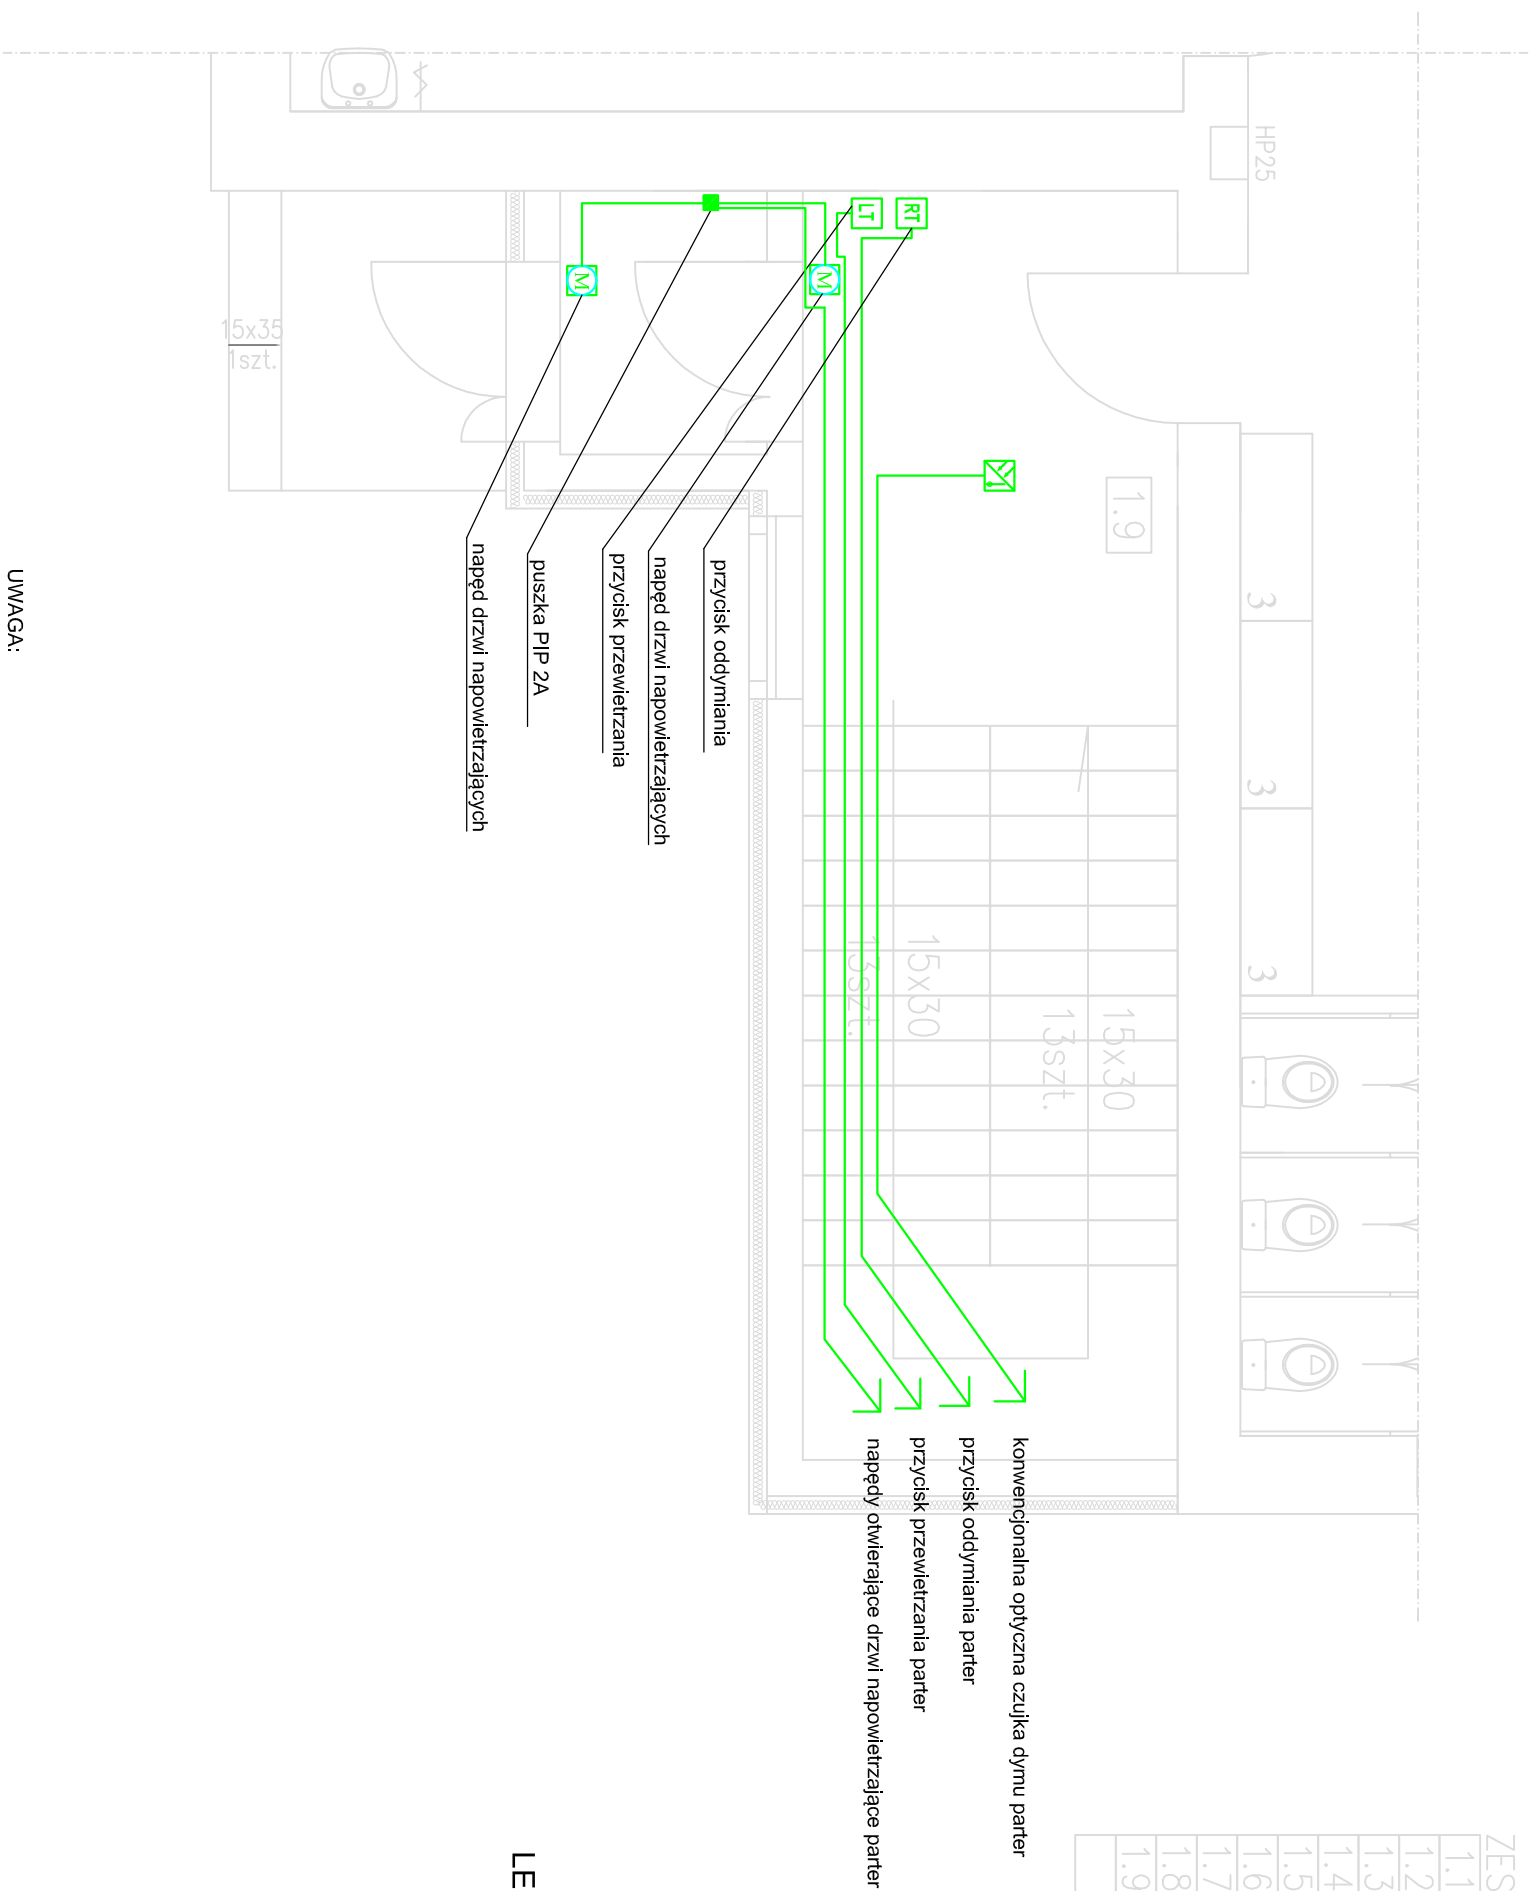 ZES
1.1
1.2
1.3
1.4
1.5
1.6
1.7
1.8
1.9
HP25
3
3
3
1.9
15x30
13szt.
15x30
13szt.
RT
LT
M
M
15x35
1szt.
konwencjonalna optyczna czujka dymu parter
przycisk oddymiania parter
przycisk przewietrzania parter
napędy otwierające drzwi napowietrzające parter
przycisk oddymiania
napęd drzwi napowietrzających
przycisk przewietrzania
puszka PIP 2A
napęd drzwi napowietrzających
LE
UWAGA: